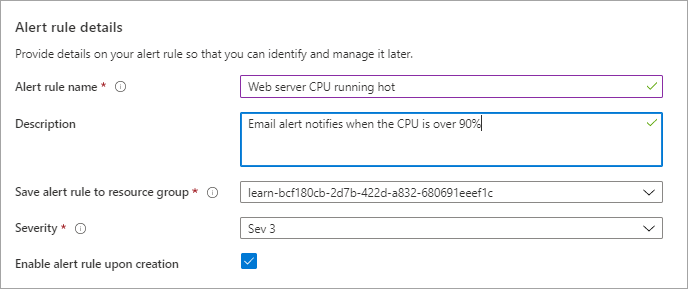 Alert rule details
Provide details on your alert rule so that you can identify and manage it later.
Alert rule name * Web server CPU running hot
Description Email alert notifies when the CPU is over 90%
Save alert rule to resource group * learn-bcf180cb-2d7b-422d-a832-680691eeef1c
Severity * Sev 3
Enable alert rule upon creation